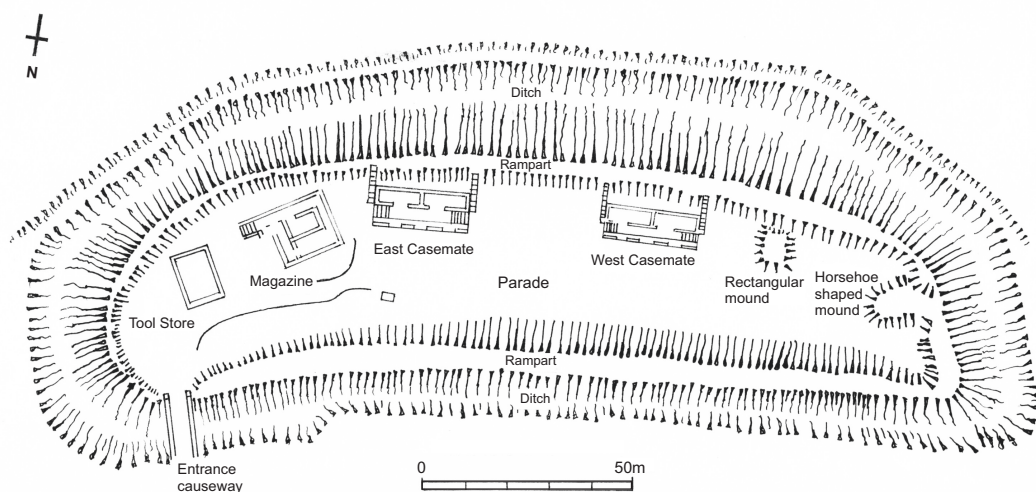 N
Ditch
Rampart
East Casemate
West Casemate
Magazine
Parade
Rectangular
mound
Horsehoe
shaped
mound
Tool Store
Rampart
Ditch
Entrance
causeway
0 50m